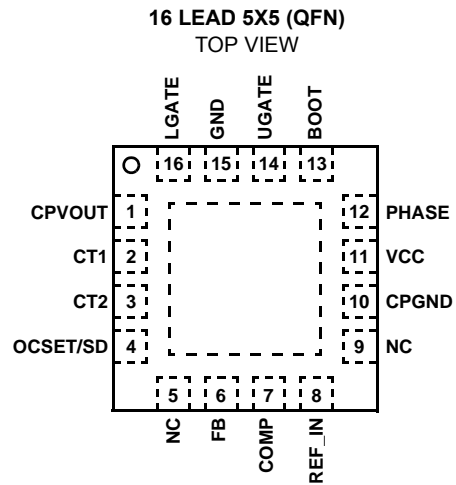 16 LEAD 5X5 (QFN)
TOP VIEW
LGATE
GND
UGATE
BOOT
16 15 14 13
CPVOUT 1
CT1 2
CT2 3
OCSET/SD 4
12 PHASE
11 VCC
10 CPGND
9 NC
5 6 7 8
NC
FB
COMP
REF_IN